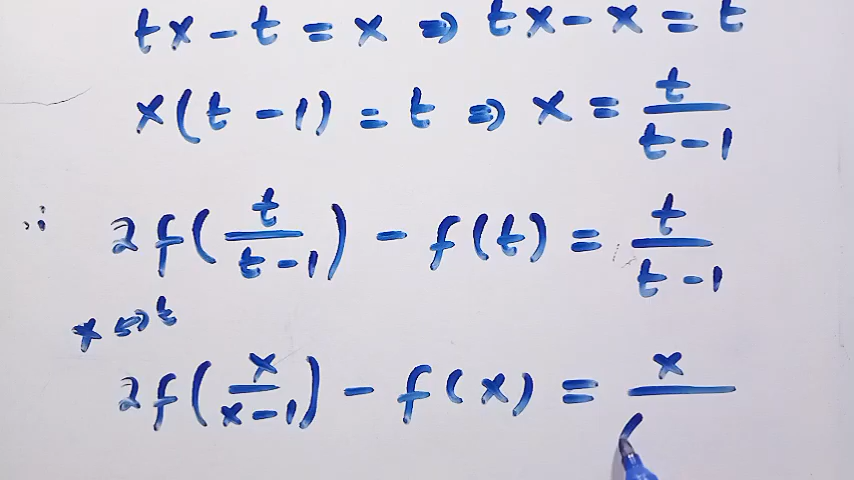 tx - t = x ⇒ tx - x = t
x(t - 1) = t ⇒ x = t/(t - 1)
∴ 2f(t/(t - 1)) - f(t) = t/(t - 1)
x ⇔ t
2f(x/(x - 1)) - f(x) = x/